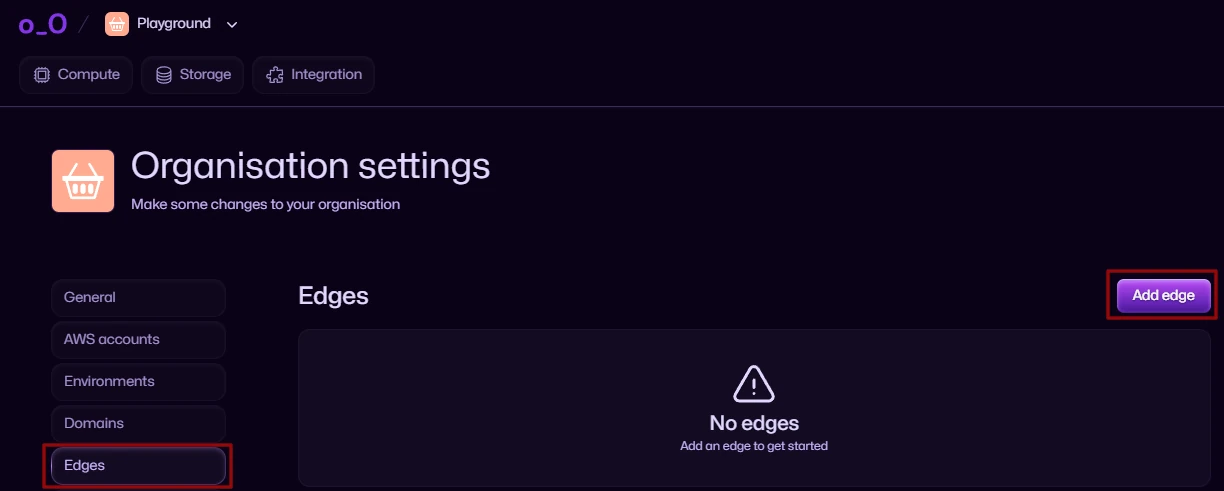 o_O / Playground
Compute Storage Integration
Organisation settings
Make some changes to your organisation
General
AWS accounts
Environments
Domains
Edges
Edges
Add edge
No edges
Add an edge to get started